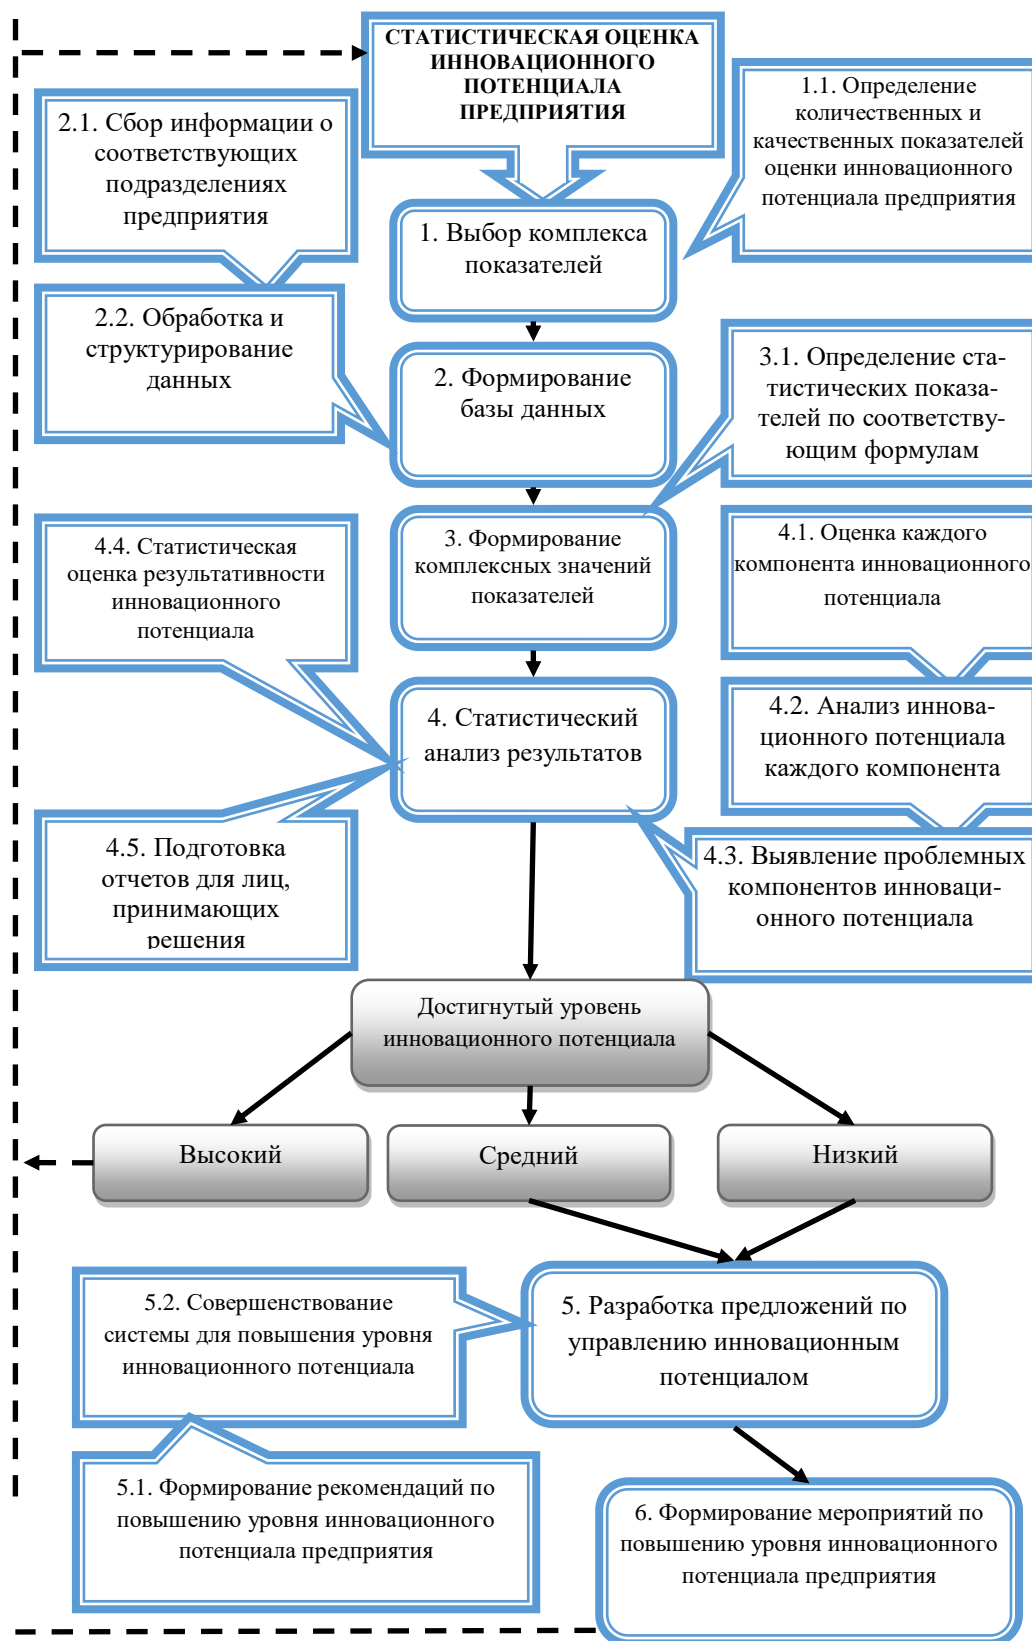 СТАТИСТИЧЕСКАЯ ОЦЕНКА
ИННОВАЦИОННОГО
ПОТЕНЦИАЛА
ПРЕДПРИЯТИЯ
1.1. Определение
количественных и
качественных показателей
оценки инновационного
потенциала предприятия
2.1. Сбор информации о
соответствующих
подразделениях
предприятия
1. Выбор комплекса
показателей
2.2. Обработка и
структурирование
данных
2. Формирование
базы данных
3.1. Определение ста-
тистических показа-
телей по соответству-
ющим формулам
3. Формирование
комплексных значений
показателей
4.4. Статистическая
оценка результативности
инновационного
потенциала
4.1. Оценка каждого
компонента инновационного
потенциала
4. Статистический
анализ результатов
4.2. Анализ иннова-
ционного потенциала
каждого компонента
4.5. Подготовка
отчетов для лиц,
принимающих
решения
4.3. Выявление проблемных
компонентов инноваци-
онного потенциала
Достигнутый уровень
инновационного потенциала
Высокий
Средний
Низкий
5.2. Совершенствование
системы для повышения уровня
инновационного потенциала
5. Разработка предложений по
управлению инновационным
потенциалом
5.1. Формирование рекомендаций по
повышению уровня инновационного
потенциала предприятия
6. Формирование мероприятий по
повышению уровня инновационного
потенциала предприятия